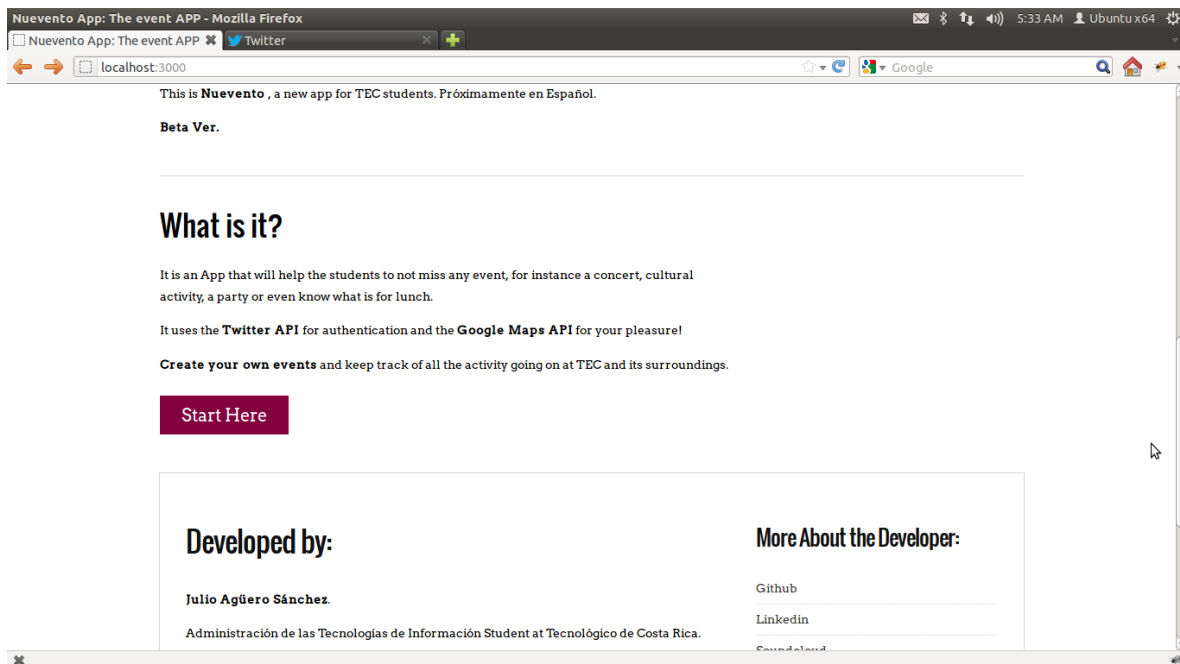 Nuevento App: The event APP - Mozilla Firefox
5:33 AM Ubuntu x64
Nuevento App: The event APP Twitter
localhost:3000 Google
This is Nuevento , a new app for TEC students. Próximamente en Español.
Beta Ver.
What is it?
It is an App that will help the students to not miss any event, for instance a concert, cultural
activity, a party or even know what is for lunch.
It uses the Twitter API for authentication and the Google Maps API for your pleasure!
Create your own events and keep track of all the activity going on at TEC and its surroundings.
Start Here
Developed by:
More About the Developer:
Julio Agüero Sánchez.
Administración de las Tecnologías de Información Student at Tecnológico de Costa Rica.
Github
Linkedin
Soundcloud